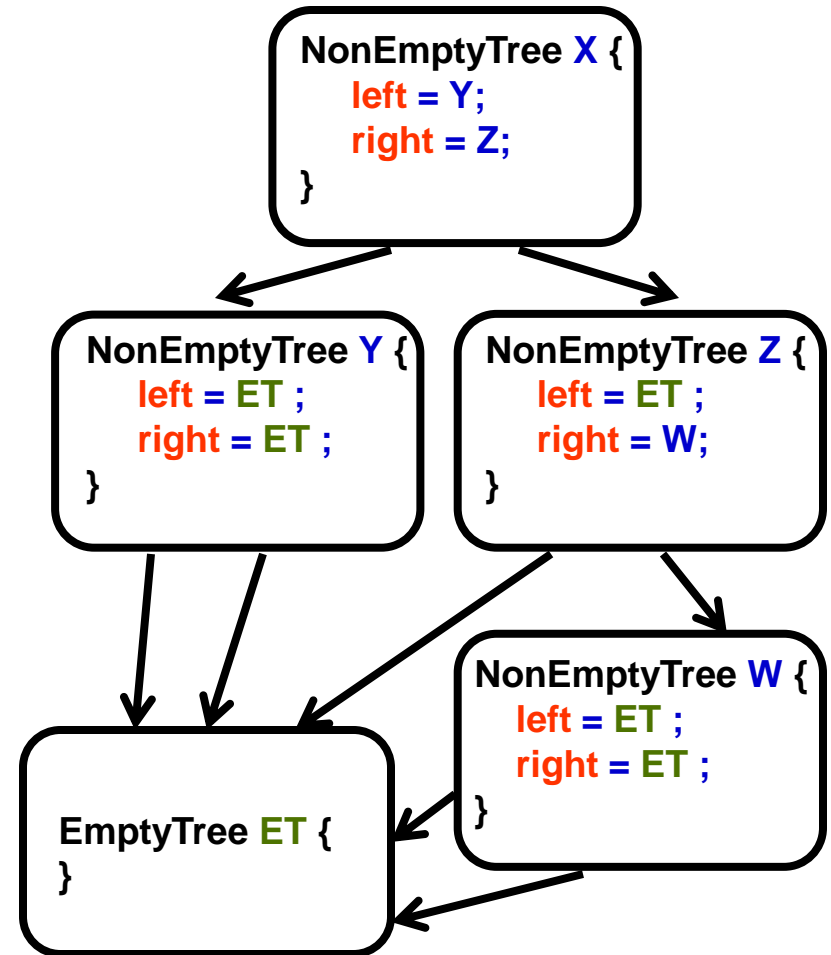 NonEmptyTree X {
left = Y;
right = Z;
}
NonEmptyTree Y {
left = ET ;
right = ET ;
}
NonEmptyTree Z {
left = ET ;
right = W;
}
NonEmptyTree W {
left = ET ;
right = ET ;
}
EmptyTree ET {
}